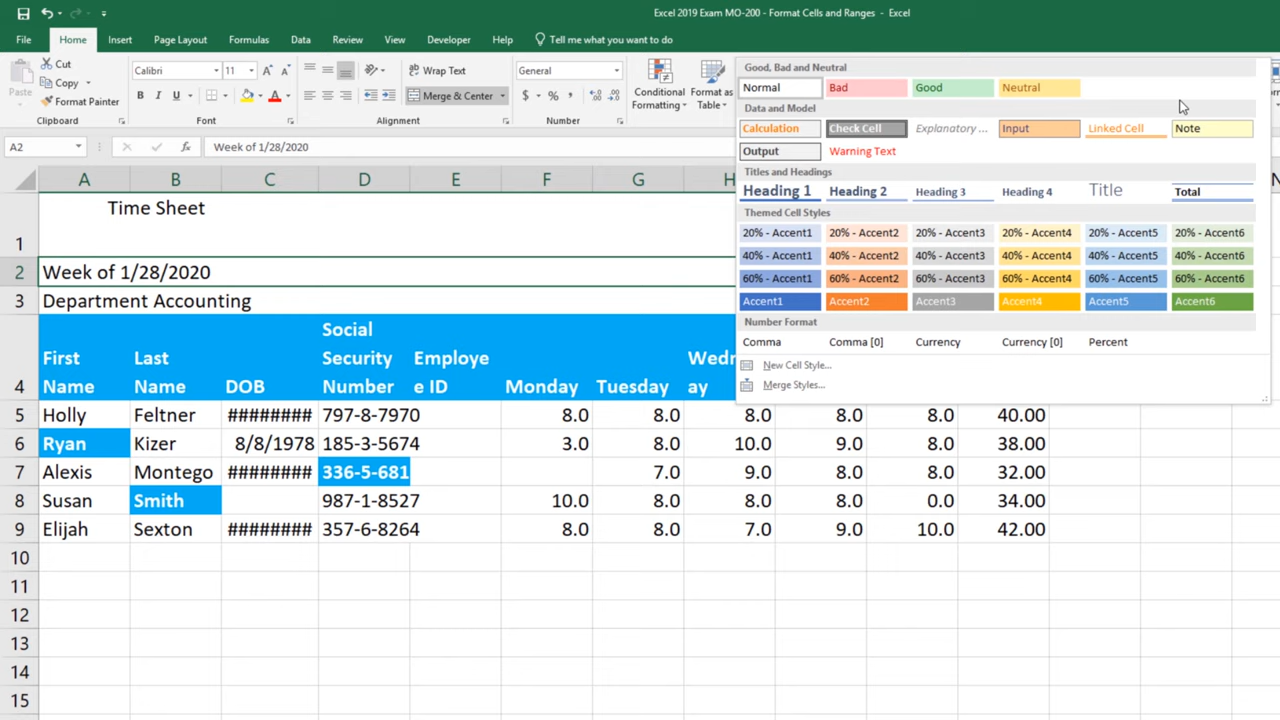 Excel 2019 Exam MO-200 - Format Cells and Ranges - Excel
File Home Insert Page Layout Formulas Data Review View Developer Help Tell me what you want to do
Cut
Copy
Format Painter
Paste
Clipboard
Calibri 11
B I U
Font
Wrap Text
Merge & Center
Alignment
General
$ % ,
Number
Conditional
Formatting
Format as
Table
Good, Bad and Neutral
Normal Bad Good Neutral
Data and Model
Calculation Check Cell Explanatory ... Input Linked Cell Note
Output Warning Text
Titles and Headings
Heading 1 Heading 2 Heading 3 Heading 4 Title Total
Themed Cell Styles
20% - Accent1 20% - Accent2 20% - Accent3 20% - Accent4 20% - Accent5 20% - Accent6
40% - Accent1 40% - Accent2 40% - Accent3 40% - Accent4 40% - Accent5 40% - Accent6
60% - Accent1 60% - Accent2 60% - Accent3 60% - Accent4 60% - Accent5 60% - Accent6
Accent1 Accent2 Accent3 Accent4 Accent5 Accent6
Number Format
Comma Comma [0] Currency Currency [0] Percent
New Cell Style...
Merge Styles...
A2 fx Week of 1/28/2020
A B C D E F G H
1 Time Sheet
2 Week of 1/28/2020
3 Department Accounting
4 First Name Last Name DOB Social Security Number Employe e ID Monday Tuesday Wedn ay
5 Holly Feltner ######## 797-8-7970 8.0 8.0 8.0 8.0 8.0 40.00
6 Ryan Kizer 8/8/1978 185-3-5674 3.0 8.0 10.0 9.0 8.0 38.00
7 Alexis Montego ######## 336-5-681 7.0 9.0 8.0 8.0 32.00
8 Susan Smith 987-1-8527 10.0 8.0 8.0 8.0 0.0 34.00
9 Elijah Sexton ######## 357-6-8264 8.0 8.0 7.0 9.0 10.0 42.00
10
11
12
13
14
15